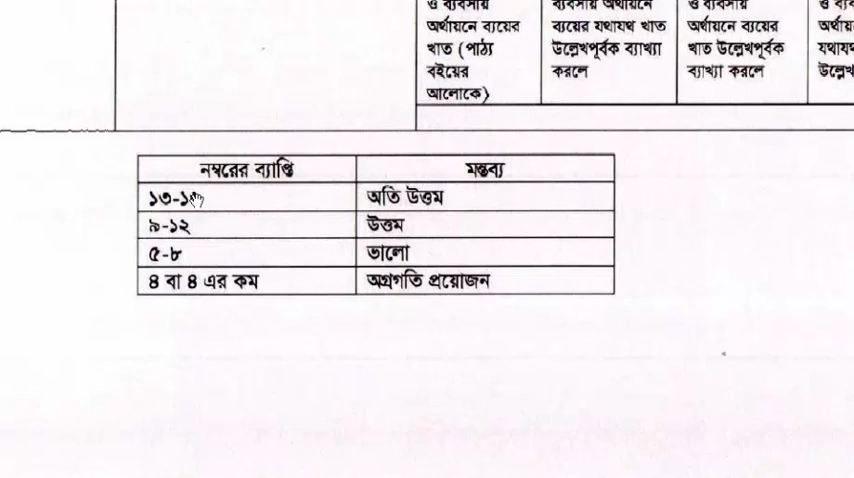 ও ব্যবসায়
অর্থায়নে ব্যয়ের
খাত (পাঠ্য
বইয়ের
আলোকে)
ব্যবসায় অর্থায়নে
ব্যয়ের যথাযথ খাত
উল্লেখপূর্বক ব্যাখ্যা
করলে
ও ব্যবসায়
অর্থায়নে ব্যয়ের
খাত উল্লেখপূর্বক
ব্যাখ্যা করলে
নম্বরের ব্যাপ্তি মন্তব্য
অতি উত্তম
৯-১২ উত্তম
৫-৮ ভালো
৪ বা ৪ এর কম অগ্রগতি প্রয়োজন